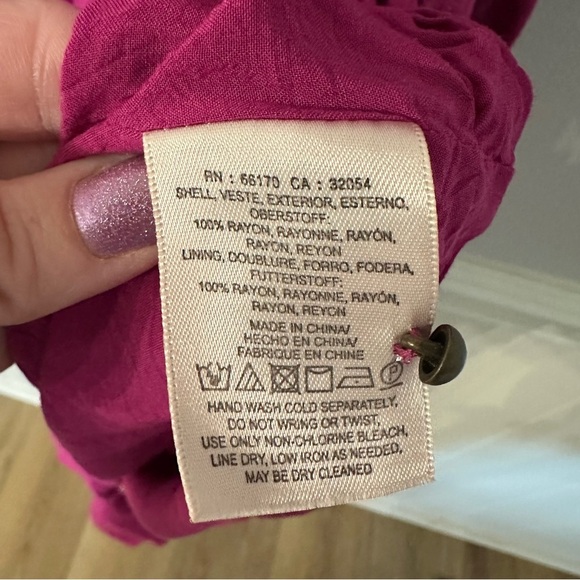 RN : 66170 CA : 32054
SHELL, VESTE, EXTERIOR, ESTERNO,
OBERSTOFF:
100% RAYON, RAYONNE, RAYÓN,
RAYON, REYON
LINING, DOUBLURE, FORRO, FODERA,
FUTTERSTOFF:
100% RAYON, RAYONNE, RAYÓN,
RAYON, REYON
MADE IN CHINA/
HECHO EN CHINA/
FABRIQUE EN CHINE
P
HAND WASH COLD SEPARATELY,
DO NOT WRING OR TWIST,
USE ONLY NON-CHLORINE BLEACH,
LINE DRY, LOW IRON AS NEEDED,
MAY BE DRY CLEANED